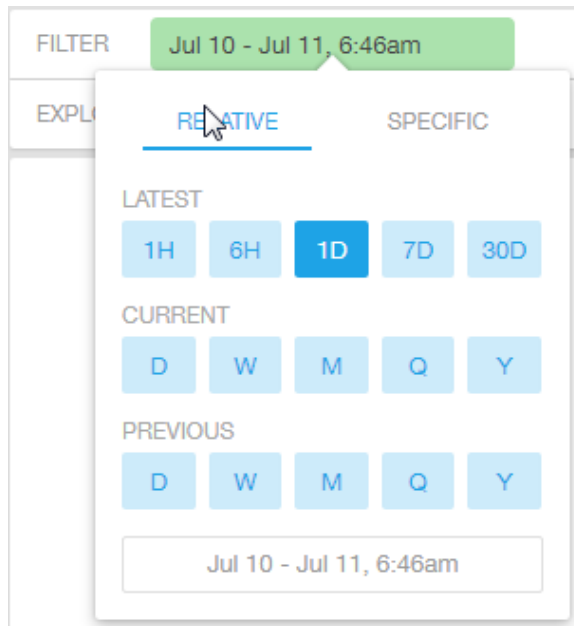 FILTER Jul 10 - Jul 11, 6:46am
RELATIVE SPECIFIC
LATEST
1H 6H 1D 7D 30D
CURRENT
D W M Q Y
PREVIOUS
D W M Q Y
Jul 10 - Jul 11, 6:46am